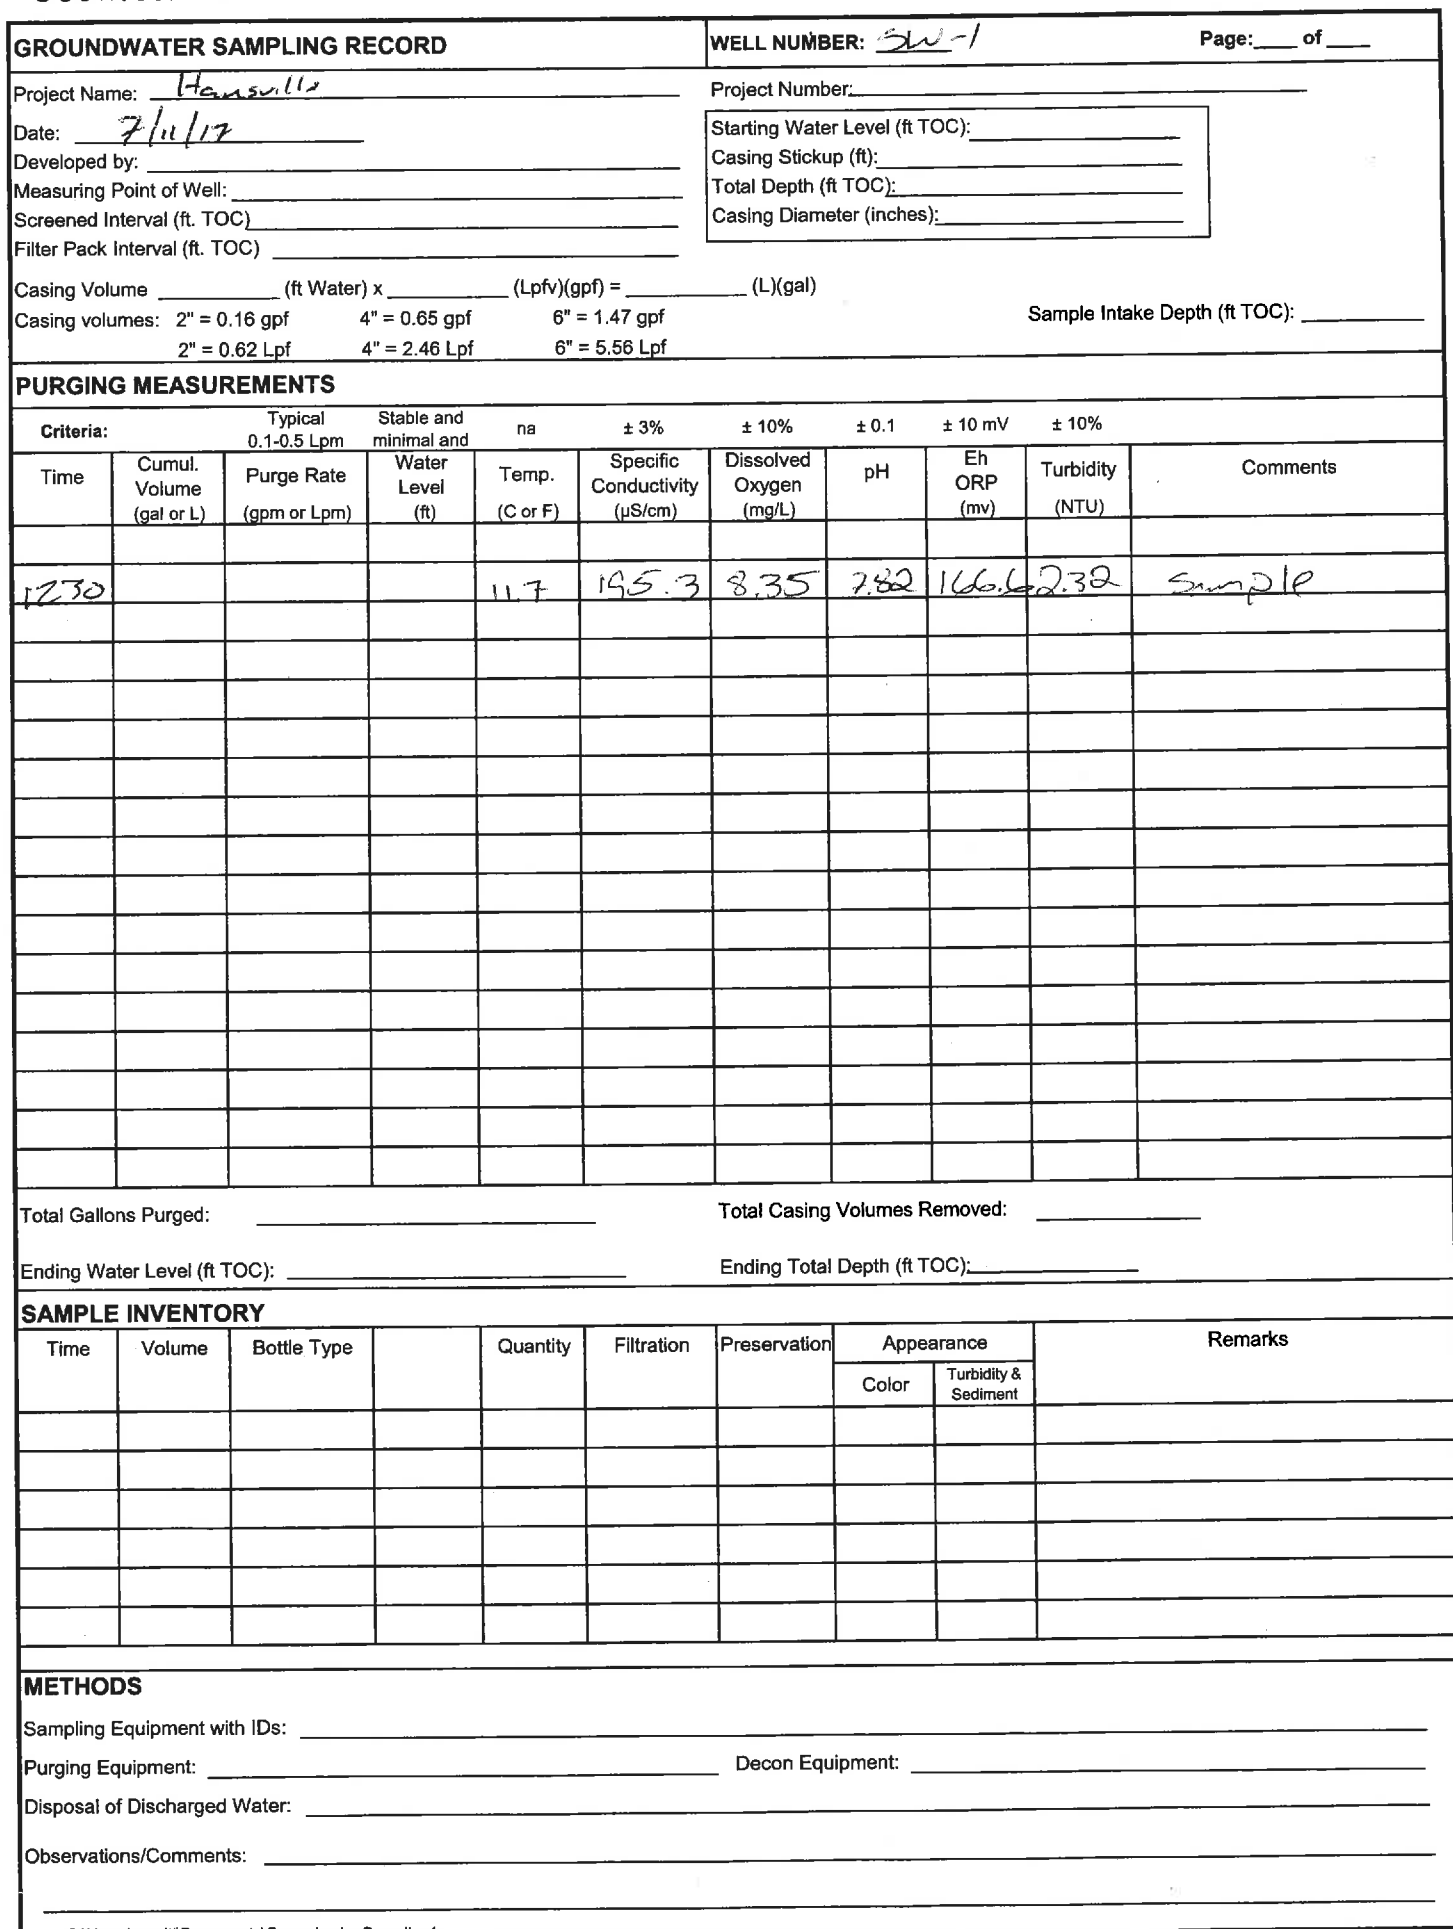 GROUNDWATER SAMPLING RECORD WELL NUMBER: SW-1 Page:____ of ____
Project Name: Hansville Project Number:
Date: 7/11/17 Starting Water Level (ft TOC):
Developed by: Casing Stickup (ft):
Measuring Point of Well: Total Depth (ft TOC):
Screened Interval (ft. TOC) Casing Diameter (inches):
Filter Pack Interval (ft. TOC)
Casing Volume ____ (ft Water) x ____ (Lpfv)(gpf) = ____ (L)(gal)
Casing volumes: 2" = 0.16 gpf 4" = 0.65 gpf 6" = 1.47 gpf Sample Intake Depth (ft TOC):
2" = 0.62 Lpf 4" = 2.46 Lpf 6" = 5.56 Lpf
PURGING MEASUREMENTS
Criteria: Typical 0.1-0.5 Lpm Stable and minimal and na ± 3% ± 10% ± 0.1 ± 10 mV ± 10%
Time Cumul. Volume (gal or L) Purge Rate (gpm or Lpm) Water Level (ft) Temp. (C or F) Specific Conductivity (µS/cm) Dissolved Oxygen (mg/L) pH Eh ORP (mv) Turbidity (NTU) Comments
1230 11.7 195.3 8.35 7.82 166.6 2.32 Sample
Total Gallons Purged: Total Casing Volumes Removed:
Ending Water Level (ft TOC): Ending Total Depth (ft TOC):
SAMPLE INVENTORY
Time Volume Bottle Type Quantity Filtration Preservation Appearance Remarks
Color Turbidity & Sediment
METHODS
Sampling Equipment with IDs:
Purging Equipment: Decon Equipment:
Disposal of Discharged Water:
Observations/Comments: